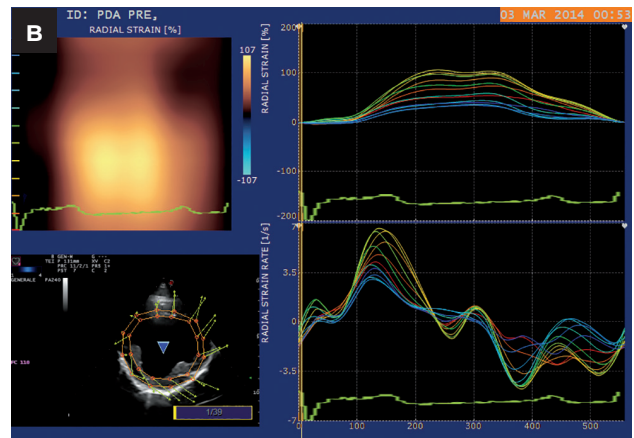 B
ID: PDA PRE,
03 MAR 2014 00:53
RADIAL STRAIN [%]
107
-107
RADIAL STRAIN [%]
200
100
0
-100
-200
RADIAL STRAIN RATE [1/s]
7
3.5
0
-3.5
-7
0
100
200
300
400
500
GENERALE
PA240
1/39